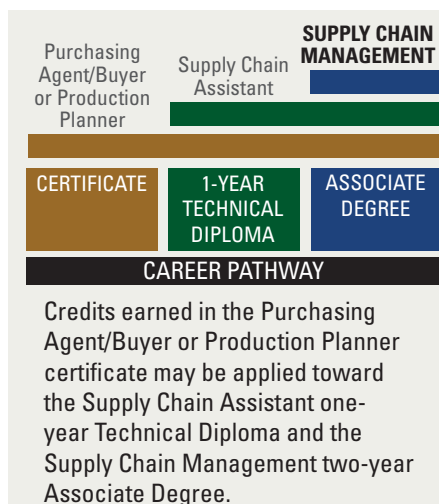 Purchasing
Agent/Buyer
or Production
Planner
Supply Chain
Assistant
SUPPLY CHAIN
MANAGEMENT
CERTIFICATE
1-YEAR
TECHNICAL
DIPLOMA
ASSOCIATE
DEGREE
CAREER PATHWAY
Credits earned in the Purchasing
Agent/Buyer or Production Planner
certificate may be applied toward
the Supply Chain Assistant one-
year Technical Diploma and the
Supply Chain Management two-year
Associate Degree.